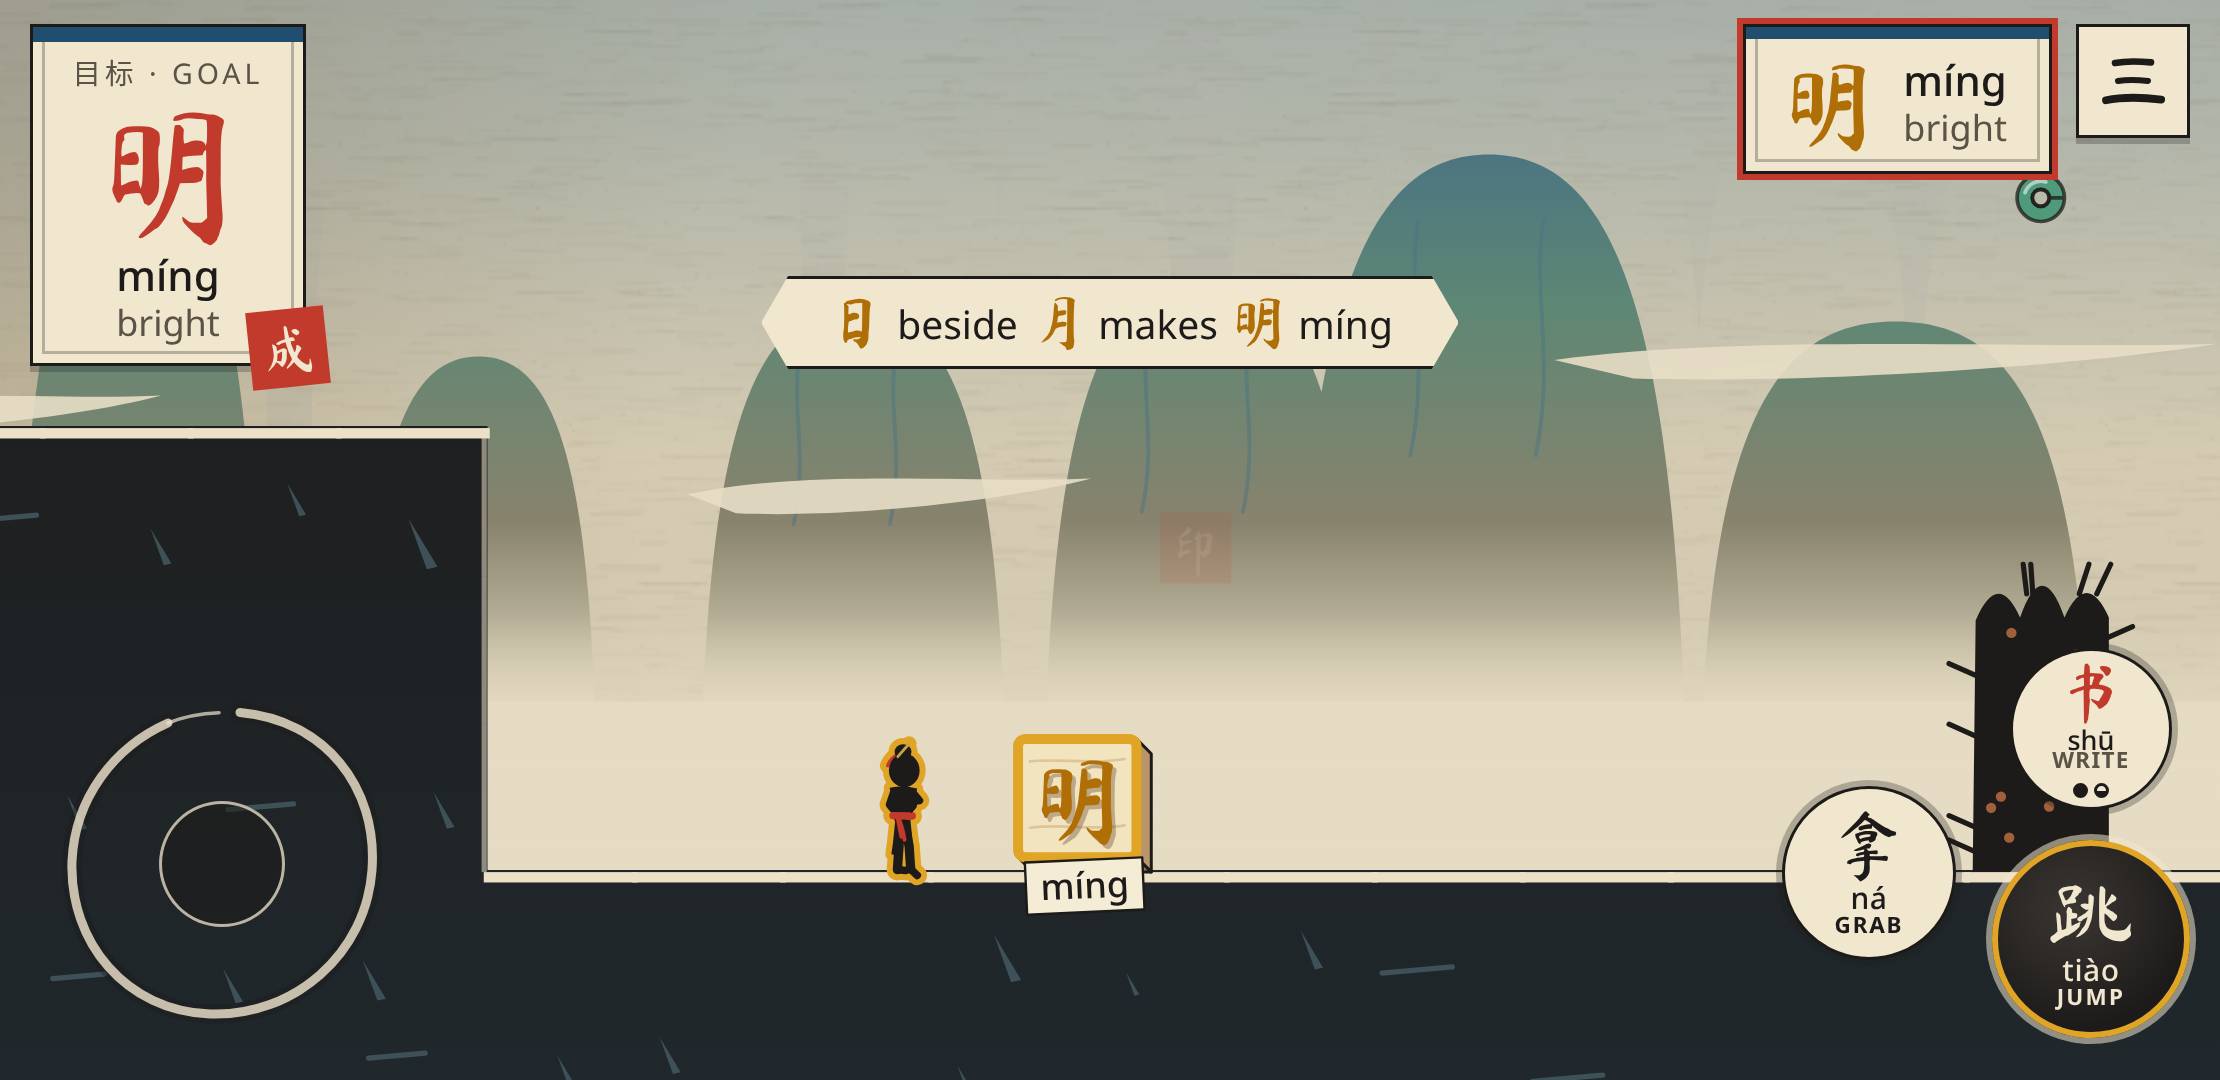 目标 · GOAL
明
míng
bright
成
明
míng
bright
三
日 beside 月 makes 明 míng
印
明
míng
书
shū
WRITE
拿
ná
GRAB
跳
tiào
JUMP